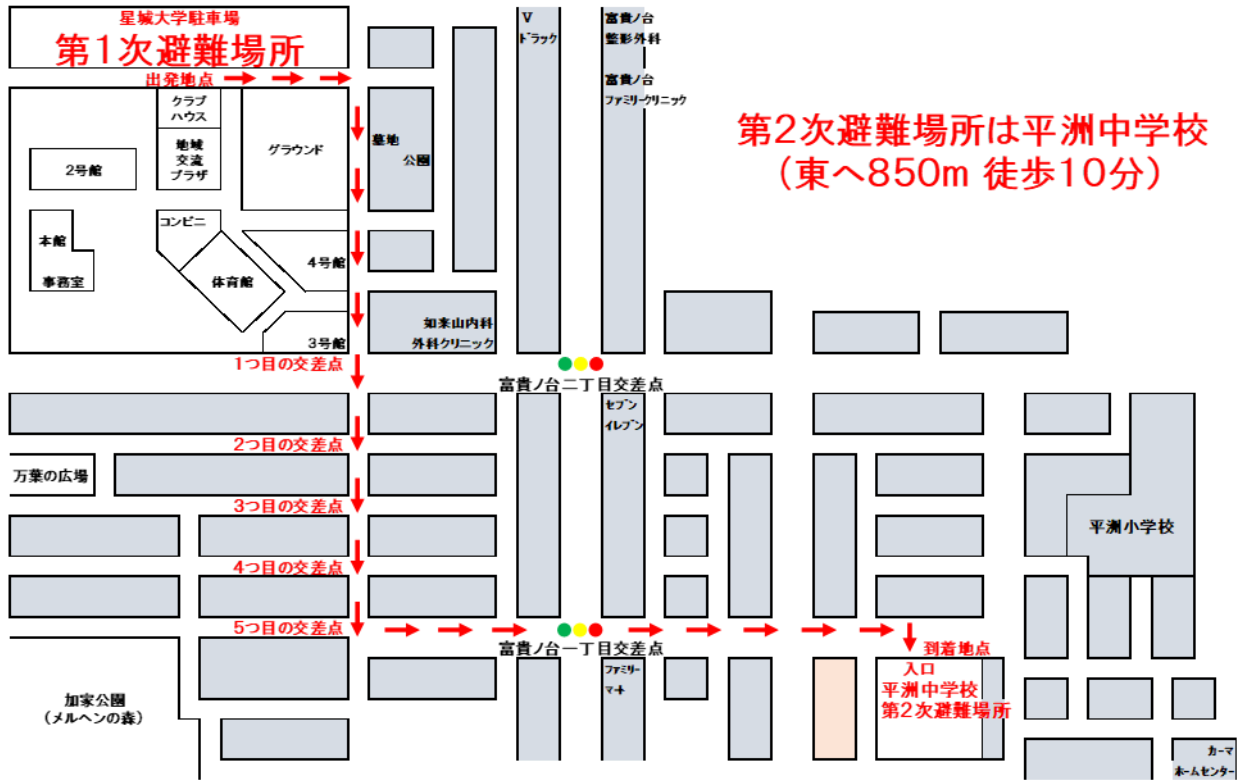 星城大学駐車場
第1次避難場所
出発地点
クラブ
ハウス
地域
交流
プラザ
グラウンド
2号館
コンビニ
本館
事務室
体育館
4号館
3号館
墓地
公園
如来山内科
外科クリニック
V
ドラック
富貴ノ台
整形外科
富貴ノ台
ファミリークリニック
第2次避難場所は平洲中学校
(東へ850m 徒歩10分)
1つ目の交差点
富貴ノ台二丁目交差点
セブン
イレブン
2つ目の交差点
万葉の広場
3つ目の交差点
平洲小学校
4つ目の交差点
5つ目の交差点
富貴ノ台一丁目交差点
ファミリー
マート
到着地点
入口
平洲中学校
第2次避難場所
加家公園
(メルヘンの森)
カーマ
ホームセンター